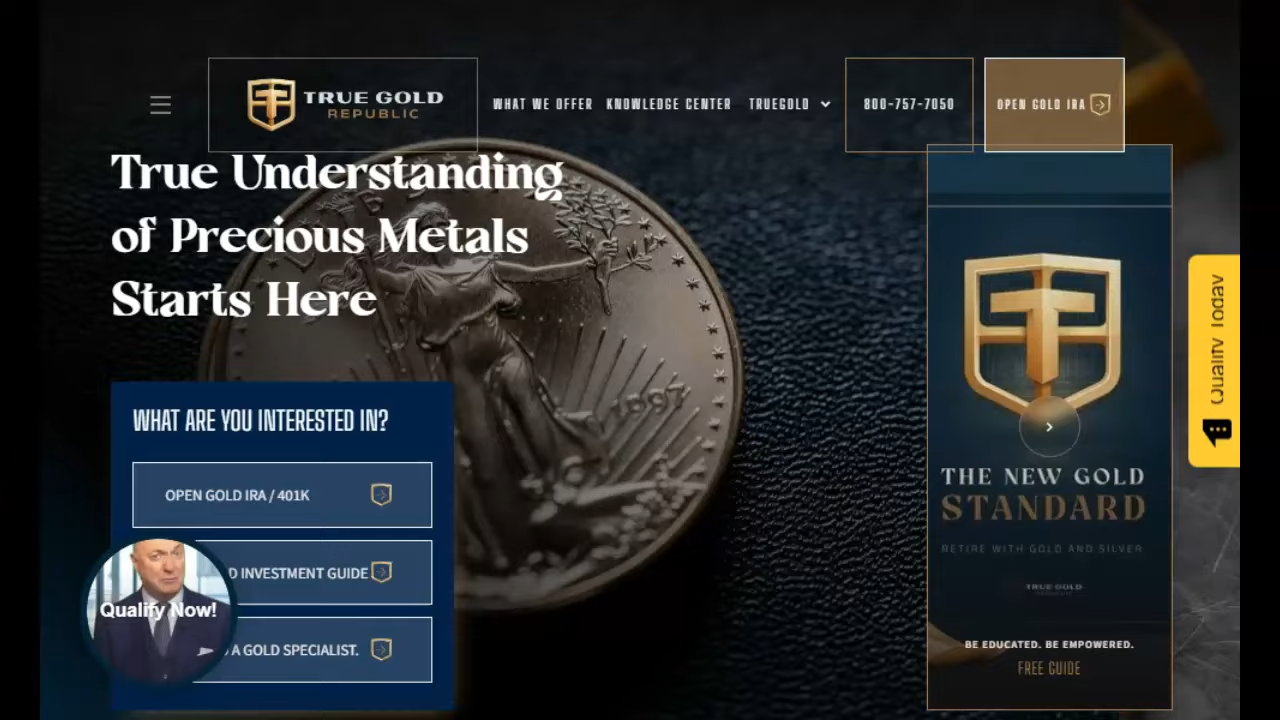 TRUE GOLD
REPUBLIC
WHAT WE OFFER
KNOWLEDGE CENTER
TRUEGOLD
800-757-7050
OPEN GOLD IRA
True Understanding
of Precious Metals
Starts Here
WHAT ARE YOU INTERESTED IN?
OPEN GOLD IRA / 401K
D INVESTMENT GUIDE
A GOLD SPECIALIST.
Qualify Now!
1997
THE NEW GOLD
STANDARD
RETIRE WITH GOLD AND SILVER
TRUE GOLD
BE EDUCATED. BE EMPOWERED.
FREE GUIDE
Qualify Today